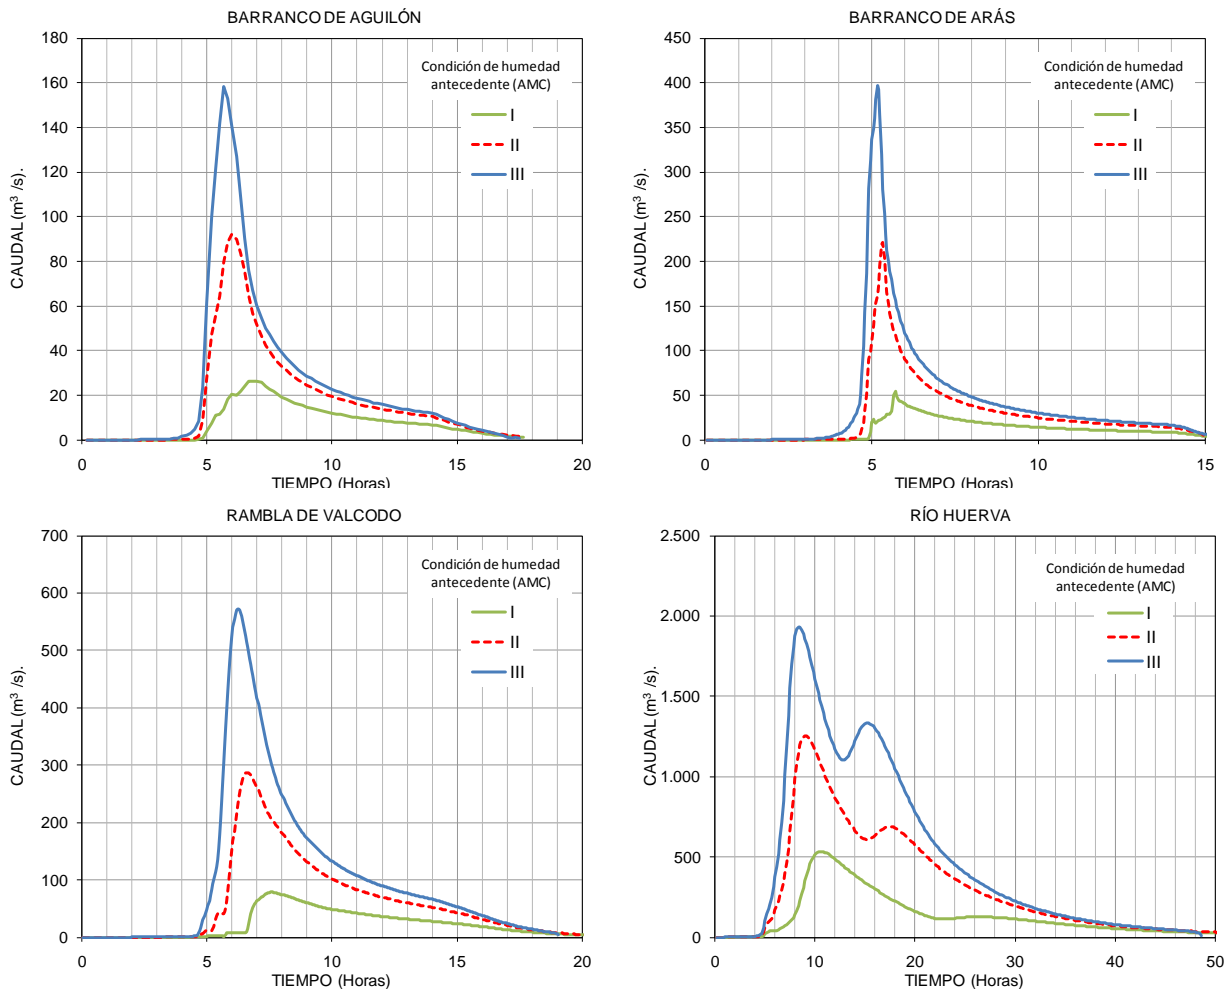 BARRANCO DE AGUILÓN
180
160
140
120
100
80
60
40
20
0
CAUDAL (m³ /s).
Condición de humedad
antecedente (AMC)
I
II
III
0 5 10 15 20
TIEMPO (Horas)
BARRANCO DE ARÁS
450
400
350
300
250
200
150
100
50
0
CAUDAL (m³ /s).
Condición de humedad
antecedente (AMC)
I
II
III
0 5 10 15
TIEMPO (Horas)
RAMBLA DE VALCODO
700
600
500
400
300
200
100
0
CAUDAL (m³ /s).
Condición de humedad
antecedente (AMC)
I
II
III
0 5 10 15 20
TIEMPO (Horas)
RÍO HUERVA
2.500
2.000
1.500
1.000
500
0
CAUDAL (m³ /s).
Condición de humedad
antecedente (AMC)
I
II
III
0 10 20 30 40 50
TIEMPO (Horas)